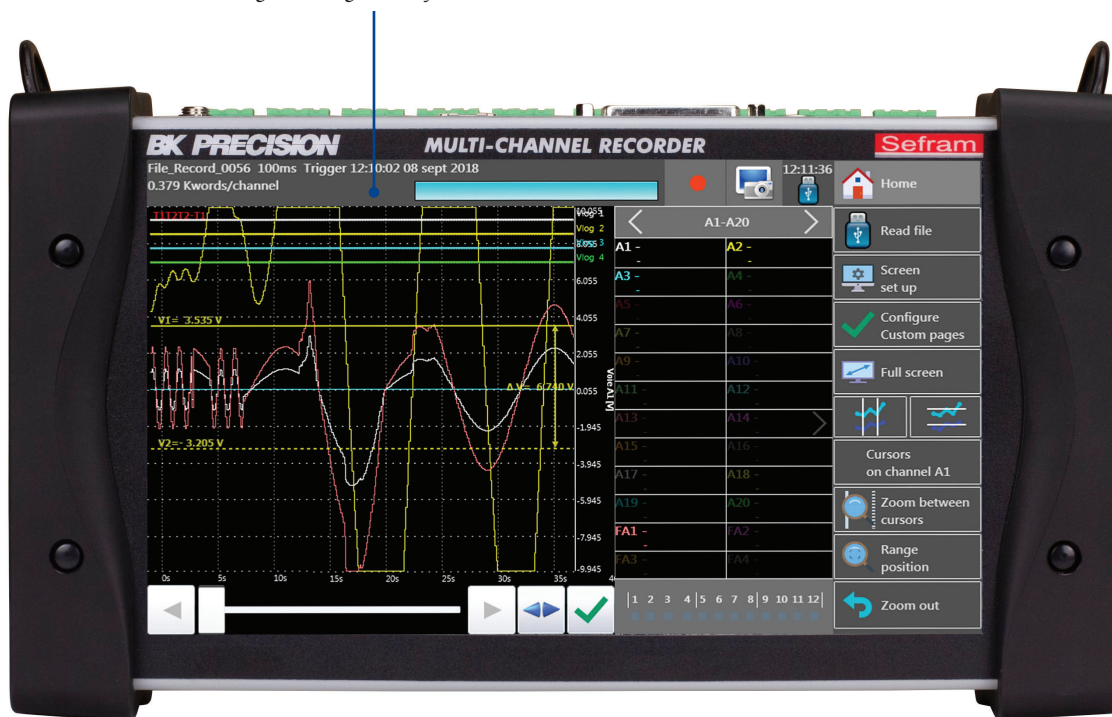 BK PRECISION MULTI-CHANNEL RECORDER Sefram
File_Record_0056 100ms Trigger 12:10:02 08 sept 2018
0.379 Kwords/channel
12:11:36
Home
Read file
Screen
set up
Configure
Custom pages
Full screen
Cursors
on channel A1
Zoom between
cursors
Range
position
Zoom out
T1T2T2-T1
Vlog 1
Vlog 2
Vlog 4
V1= 3.535 V
Δ V= 6.740 V
V2=- 3.205 V
10.055
6.055
4.055
2.055
0.055
-1.945
-3.945
-5.945
-7.945
-9.945
0s 5s 10s 15s 20s 25s 30s 35s
A1-A20
A1 - A2 -
A3 - A4 -
A5 - A6 -
A7 - A8 -
A9 - A10 -
A11 - A12 -
A13 - A14 -
A15 - A16 -
A17 - A18 -
A19 - A20 -
FA1 - FA2 -
FA3 - FA4 -
1 2 3 4 5 6 7 8 9 10 11 12